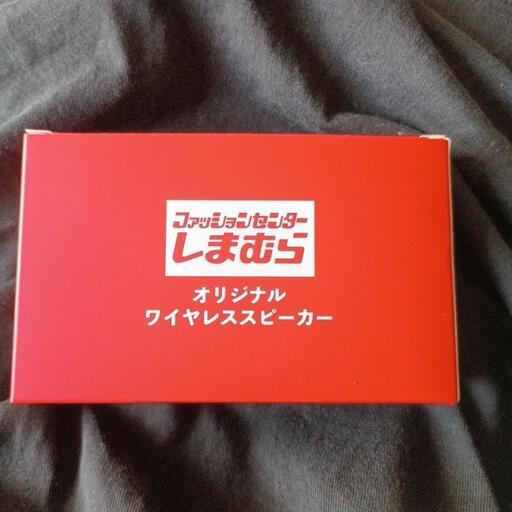 ファッションセンター
しまむら
オリジナル
ワイヤレススピーカー